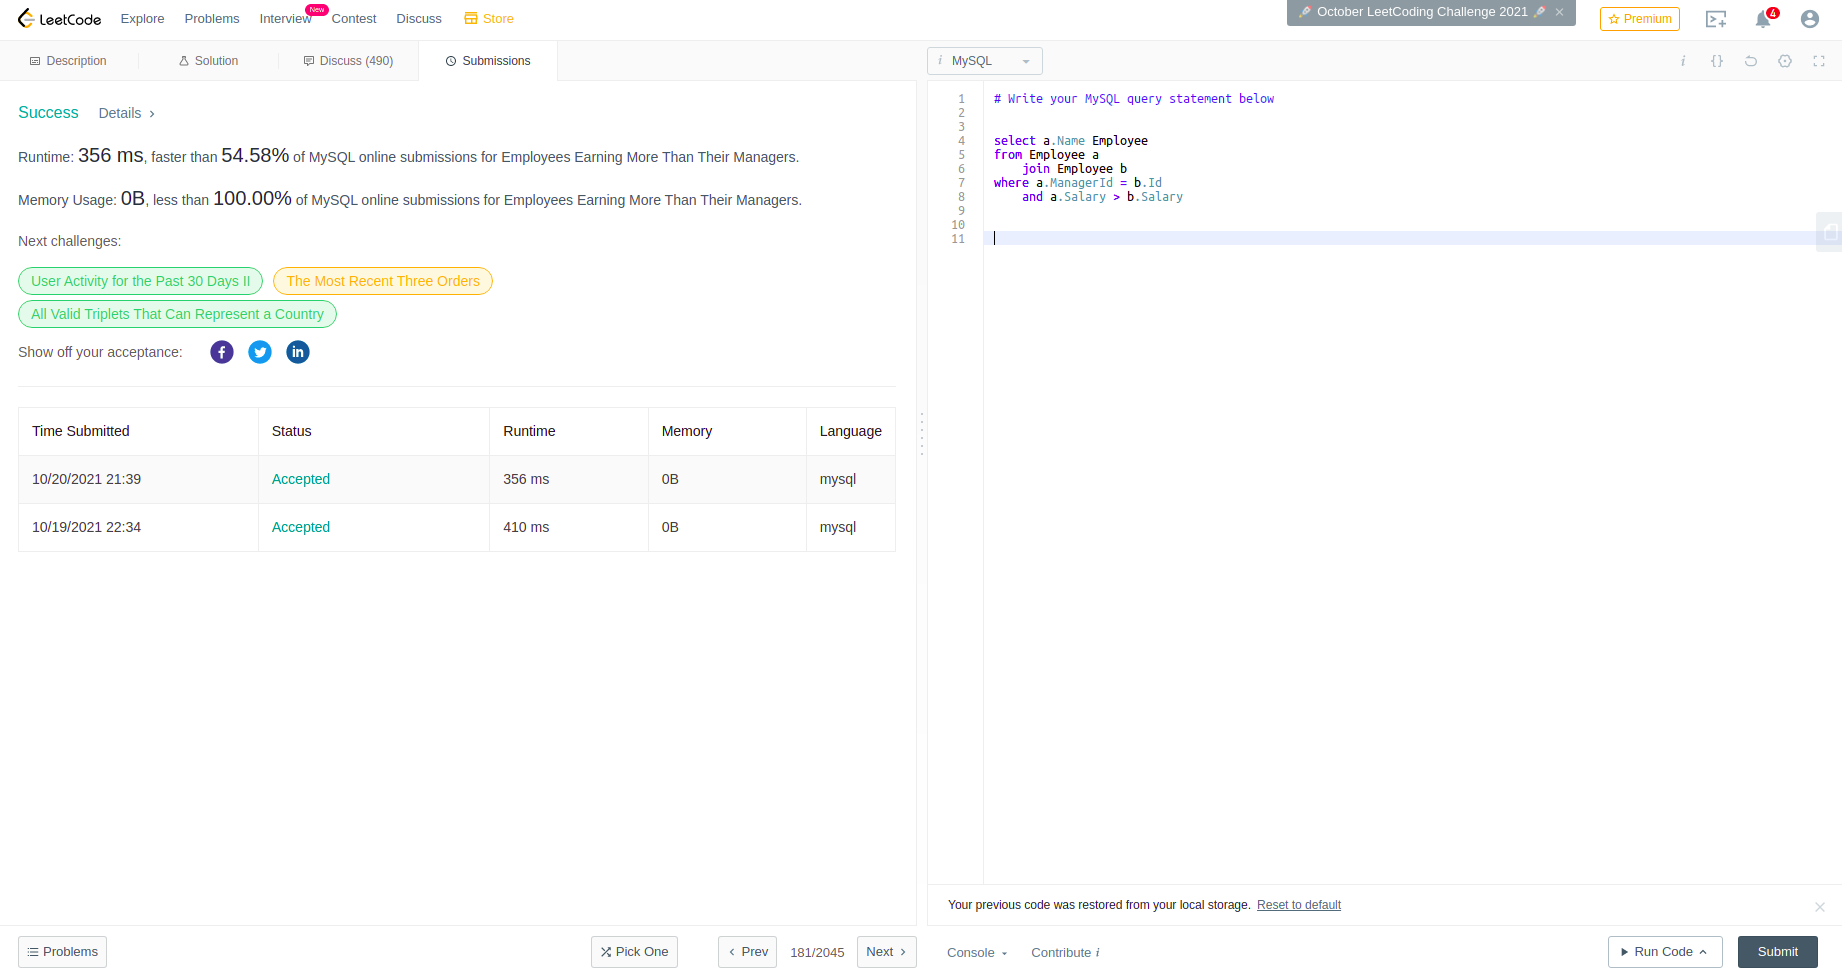 LeetCode Explore Problems Interview New Contest Discuss Store October LeetCoding Challenge 2021 Premium 4
Description Solution Discuss (490) Submissions
Success Details
Runtime: 356 ms, faster than 54.58% of MySQL online submissions for Employees Earning More Than Their Managers.
Memory Usage: 0B, less than 100.00% of MySQL online submissions for Employees Earning More Than Their Managers.
Next challenges:
User Activity for the Past 30 Days II The Most Recent Three Orders
All Valid Triplets That Can Represent a Country
Show off your acceptance:
Time Submitted Status Runtime Memory Language
10/20/2021 21:39 Accepted 356 ms 0B mysql
10/19/2021 22:34 Accepted 410 ms 0B mysql
Problems Pick One Prev 181/2045 Next
i MySQL i {}
1 # Write your MySQL query statement below
2
3
4 select a.Name Employee
5 from Employee a
6 join Employee b
7 where a.ManagerId = b.Id
8 and a.Salary > b.Salary
9
10
11
Your previous code was restored from your local storage. Reset to default
Console Contribute i Run Code Submit